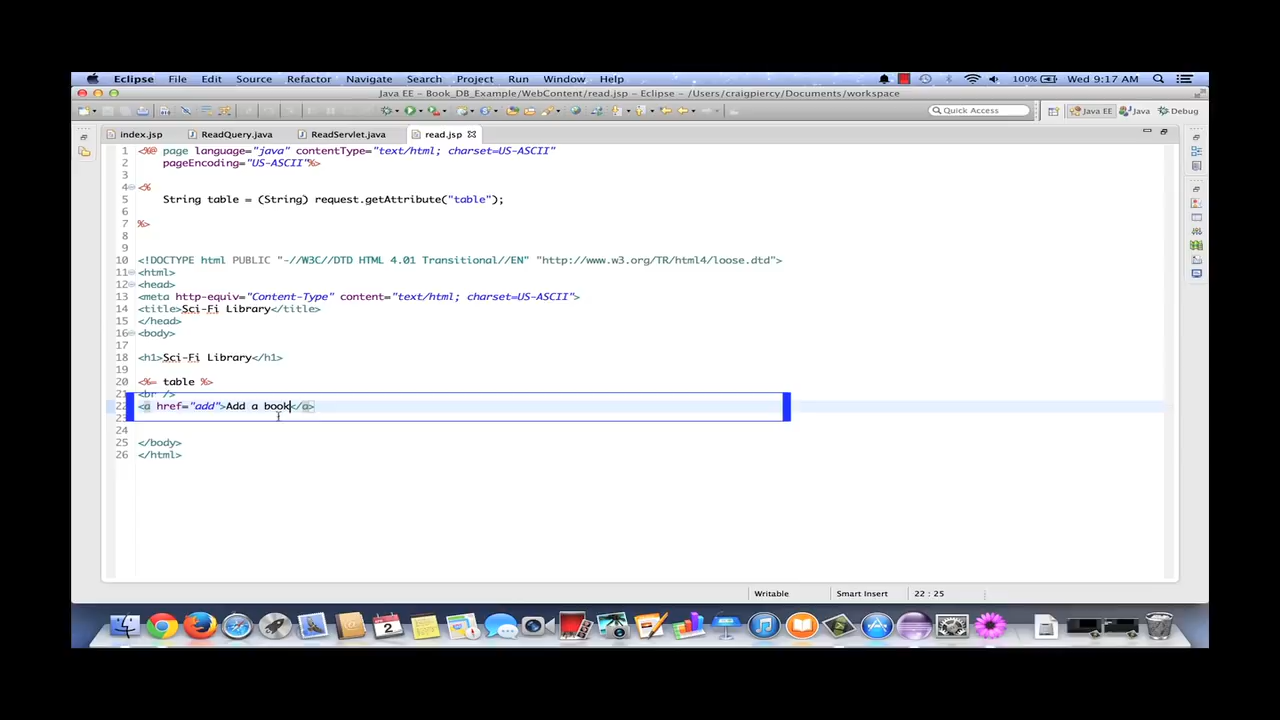 Eclipse File Edit Source Refactor Navigate Search Project Run Window Help 100% Wed 9:17 AM
Java EE – Book_DB_Example/WebContent/read.jsp – Eclipse – /Users/craigpiercy/Documents/workspace
Quick Access Java EE Java Debug
index.jsp ReadQuery.java ReadServlet.java read.jsp
1 <%@ page language="java" contentType="text/html; charset=US-ASCII"
2 pageEncoding="US-ASCII"%>
3
4 <%
5 String table = (String) request.getAttribute("table");
6
7 %>
8
9
10 <!DOCTYPE html PUBLIC "-//W3C//DTD HTML 4.01 Transitional//EN" "http://www.w3.org/TR/html4/loose.dtd">
11 <html>
12 <head>
13 <meta http-equiv="Content-Type" content="text/html; charset=US-ASCII">
14 <title>Sci-Fi Library</title>
15 </head>
16 <body>
17
18 <h1>Sci-Fi Library</h1>
19
20 <%= table %>
21 <br />
22 <a href="add">Add a book</a>
23
24
25 </body>
26 </html>
Writable Smart Insert 22 : 25
2